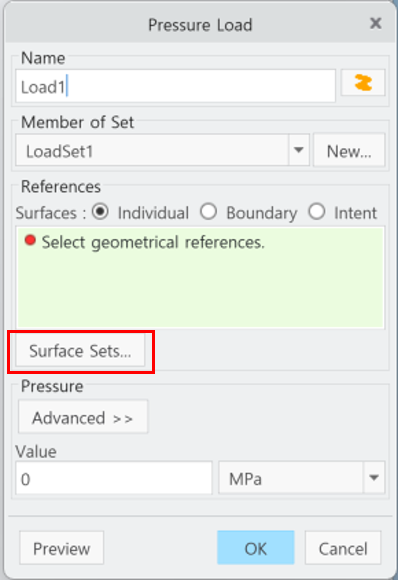 Pressure Load
Name
Load1
Member of Set
LoadSet1
New...
References
Surfaces : Individual Boundary Intent
Select geometrical references.
Surface Sets...
Pressure
Advanced >>
Value
0 MPa
Preview OK Cancel